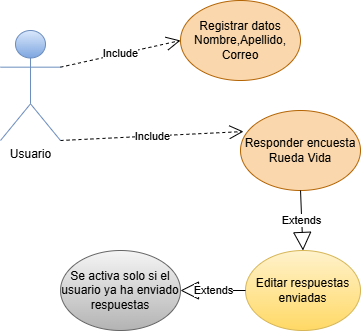 Registrar datos
Nombre,Apellido,
Correo
Include
Usuario
Include
Responder encuesta
Rueda Vida
Extends
Se activa solo si el
usuario ya ha enviado
respuestas
Extends
Editar respuestas
enviadas